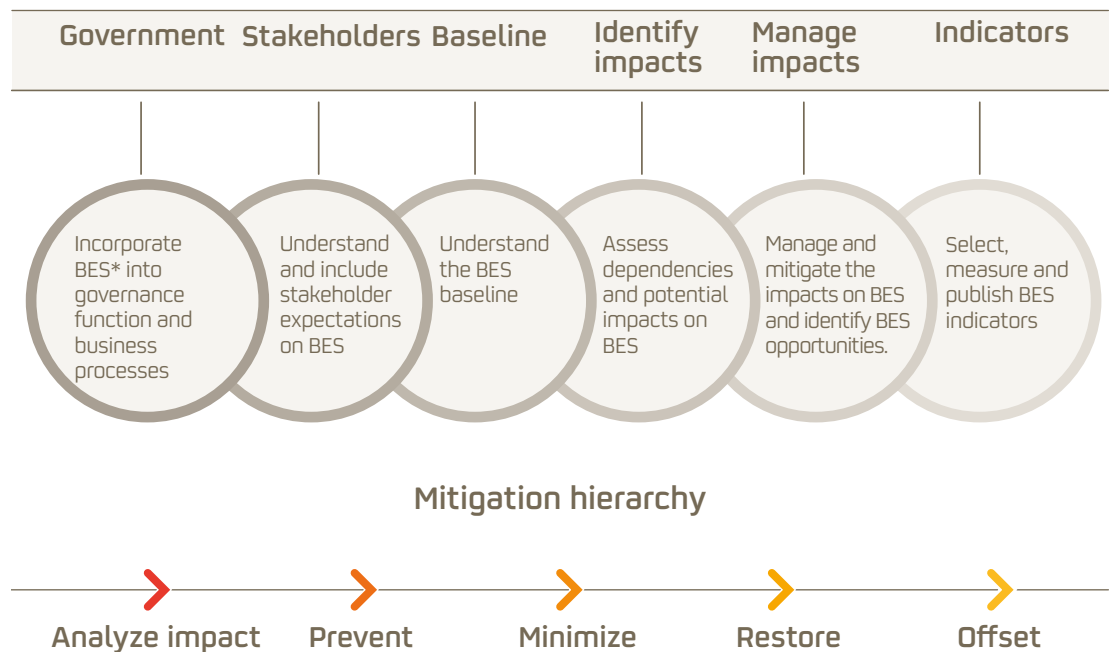 Government
Stakeholders
Baseline
Identify
impacts
Manage
impacts
Indicators
Incorporate
BES* into
governance
function and
business
processes
Understand
and include
stakeholder
expectations
on BES
Understand
the BES
baseline
Assess
dependencies
and potential
impacts on
BES
Manage and
mitigate the
impacts on BES
and identify BES
opportunities.
Select,
measure and
publish BES
indicators
Mitigation hierarchy
Analyze impact
Prevent
Minimize
Restore
Offset